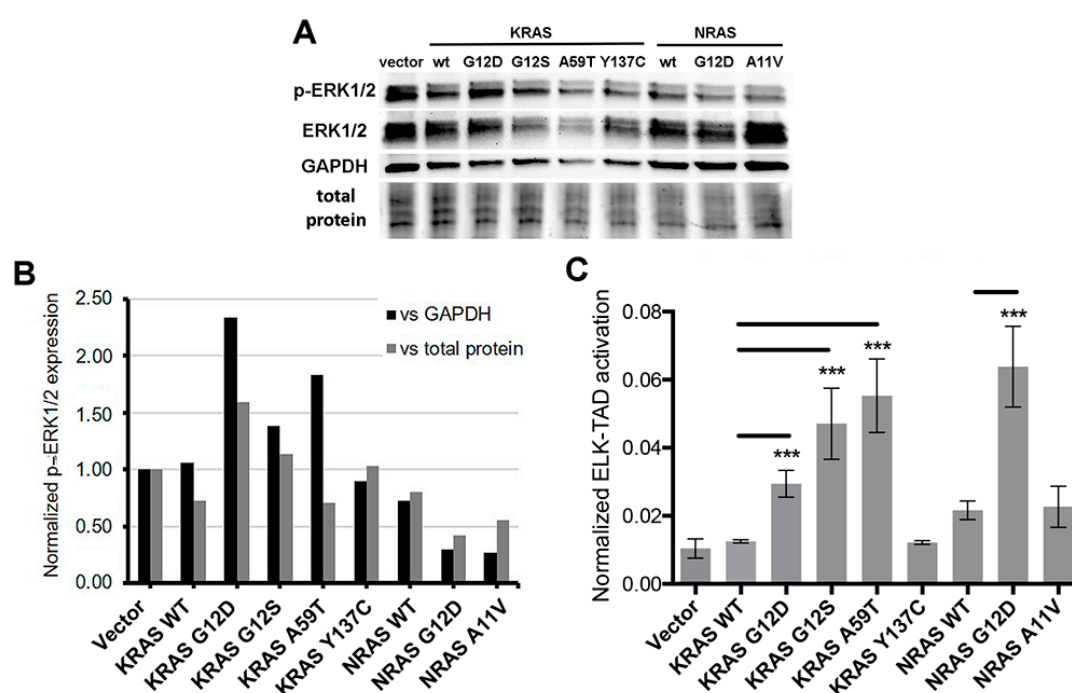 A
KRAS NRAS
vector wt G12D G12S A59T Y137C wt G12D A11V
p-ERK1/2
ERK1/2
GAPDH
total
protein
B
Normalized p-ERK1/2 expression
2.50
2.00
1.50
1.00
0.50
0.00
vs GAPDH
vs total protein
Vector
KRAS WT
KRAS G12D
KRAS G12S
KRAS A59T
KRAS Y137C
NRAS WT
NRAS G12D
NRAS A11V
C
Normalized ELK-TAD activation
0.08
0.06
0.04
0.02
0.00
***
***
***
***
Vector
KRAS WT
KRAS G12D
KRAS G12S
KRAS A59T
KRAS Y137C
NRAS WT
NRAS G12D
NRAS A11V